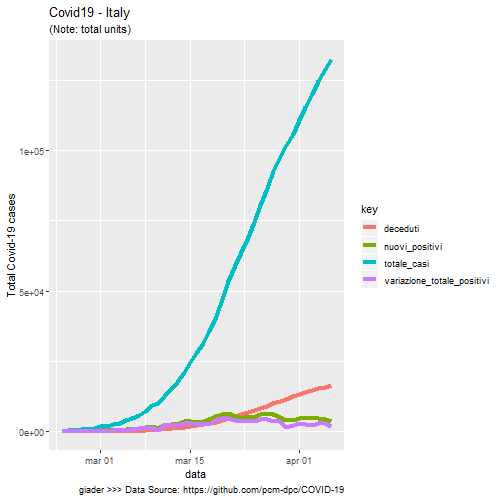 Covid19 - Italy
(Note: total units)
Total Covid-19 cases
1e+05
5e+04
0e+00
mar 01
mar 15
apr 01
data
key
deceduti
nuovi_positivi
totale_casi
variazione_totale_positivi
giader >>> Data Source: https://github.com/pcm-dpc/COVID-19